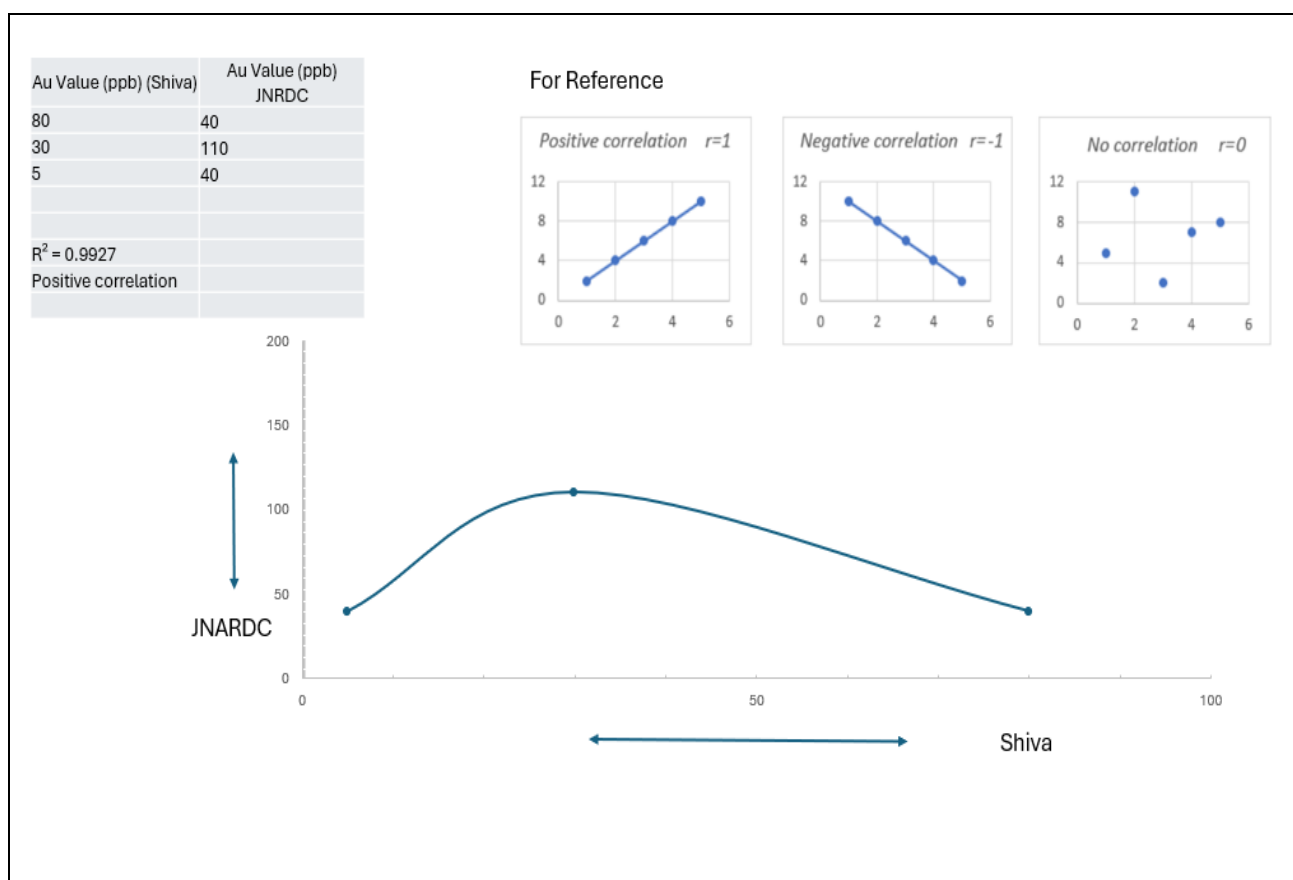 Au Value (ppb) (Shiva) Au Value (ppb) JNRDC
80 40
30 110
5 40
R² = 0.9927
Positive correlation
For Reference
Positive correlation r=1
12
8
4
0
0 2 4 6
Negative correlation r=-1
12
8
4
0
0 2 4 6
No correlation r=0
12
8
4
0
0 2 4 6
200
150
100
50
0
JNARDC
0 50 100
Shiva